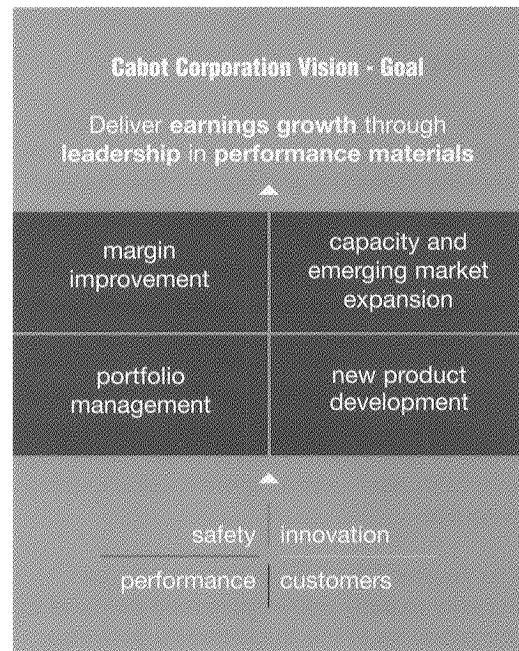 Cabot Corporation Vision - Goal
Deliver earnings growth through
leadership in performance materials
margin
improvement
capacity and
emerging market
expansion
portfolio
management
new product
development
safety
innovation
performance
customers